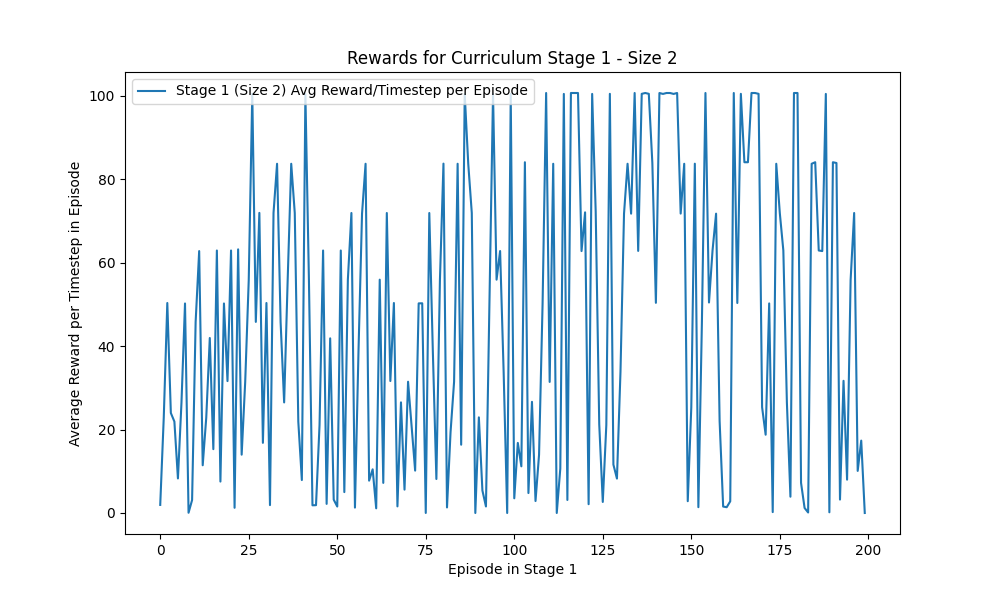 Rewards for Curriculum Stage 1 - Size 2
Stage 1 (Size 2) Avg Reward/Timestep per Episode
Average Reward per Timestep in Episode
100
80
60
40
20
0
0 25 50 75 100 125 150 175 200
Episode in Stage 1